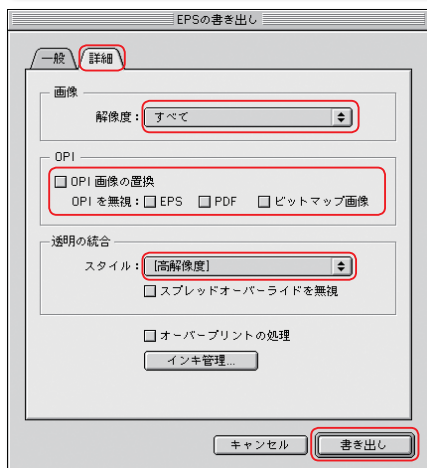 EPSの書き出し
一般 詳細
画像
解像度： すべて
OPI
OPI 画像の置換
OPI を無視： EPS PDF ビットマップ画像
透明の統合
スタイル： [高解像度]
スプレッドオーバーライドを無視
オーバープリントの処理
インキ管理...
キャンセル 書き出し